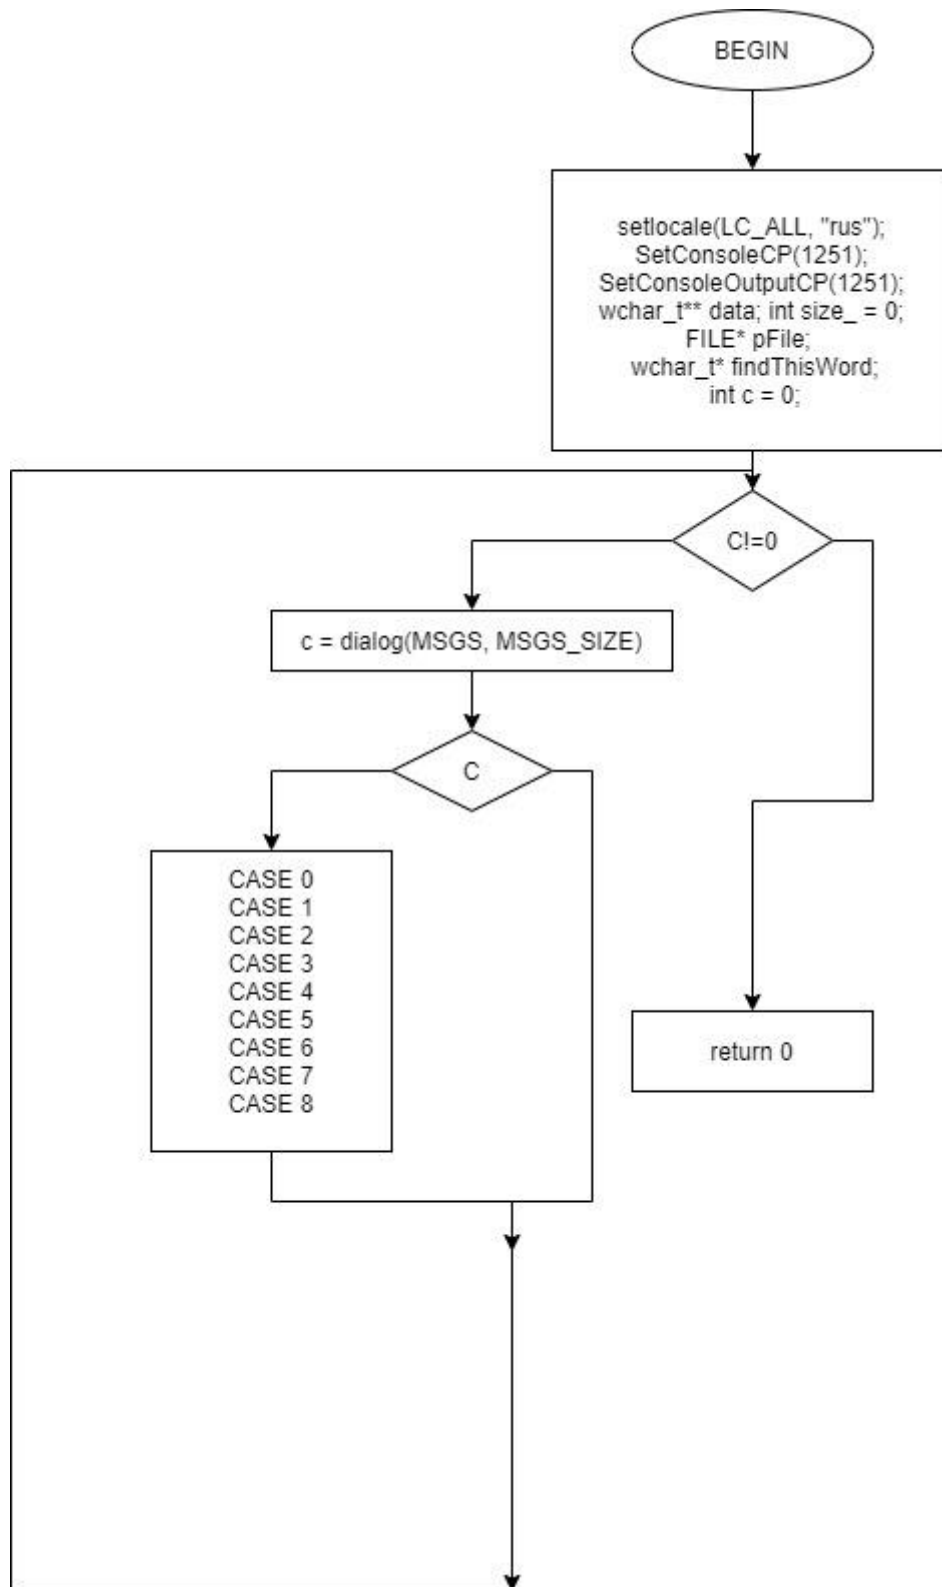 BEGIN
setlocale(LC_ALL, "rus");
SetConsoleCP(1251);
SetConsoleOutputCP(1251);
wchar_t** data; int size_ = 0;
FILE* pFile;
wchar_t* findThisWord;
int c = 0;
C!=0
c = dialog(MSGS, MSGS_SIZE)
C
CASE 0
CASE 1
CASE 2
CASE 3
CASE 4
CASE 5
CASE 6
CASE 7
CASE 8
return 0